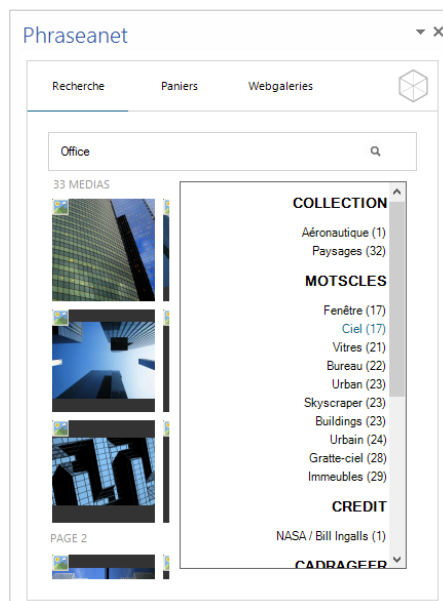 Phraseanet
Recherche Paniers Webgaleries
Office
33 MEDIAS
COLLECTION
Aéronautique (1)
Paysages (32)
MOTSCLES
Fenêtre (17)
Ciel (17)
Vitres (21)
Bureau (22)
Urban (23)
Skyscraper (23)
Buildings (23)
Urbain (24)
Gratte-ciel (28)
Immeubles (29)
CREDIT
NASA / Bill Ingalls (1)
CADRAGEER
PAGE 2